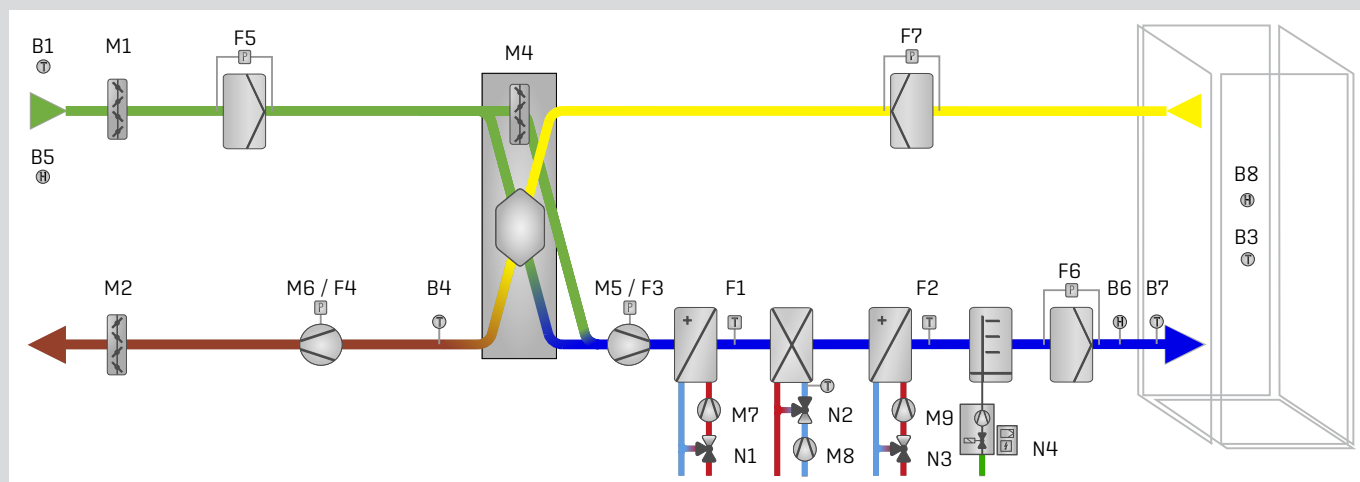 B1
M1
F5
P
M4
F7
P
T
B5
H
B8
H
B3
T
M2
M6 / F4
P
B4
T
M5 / F3
P
F1
T
F2
T
F6
P
B6
H
B7
T
+
+
T
M7
N2
M9
N1
M8
N3
N4